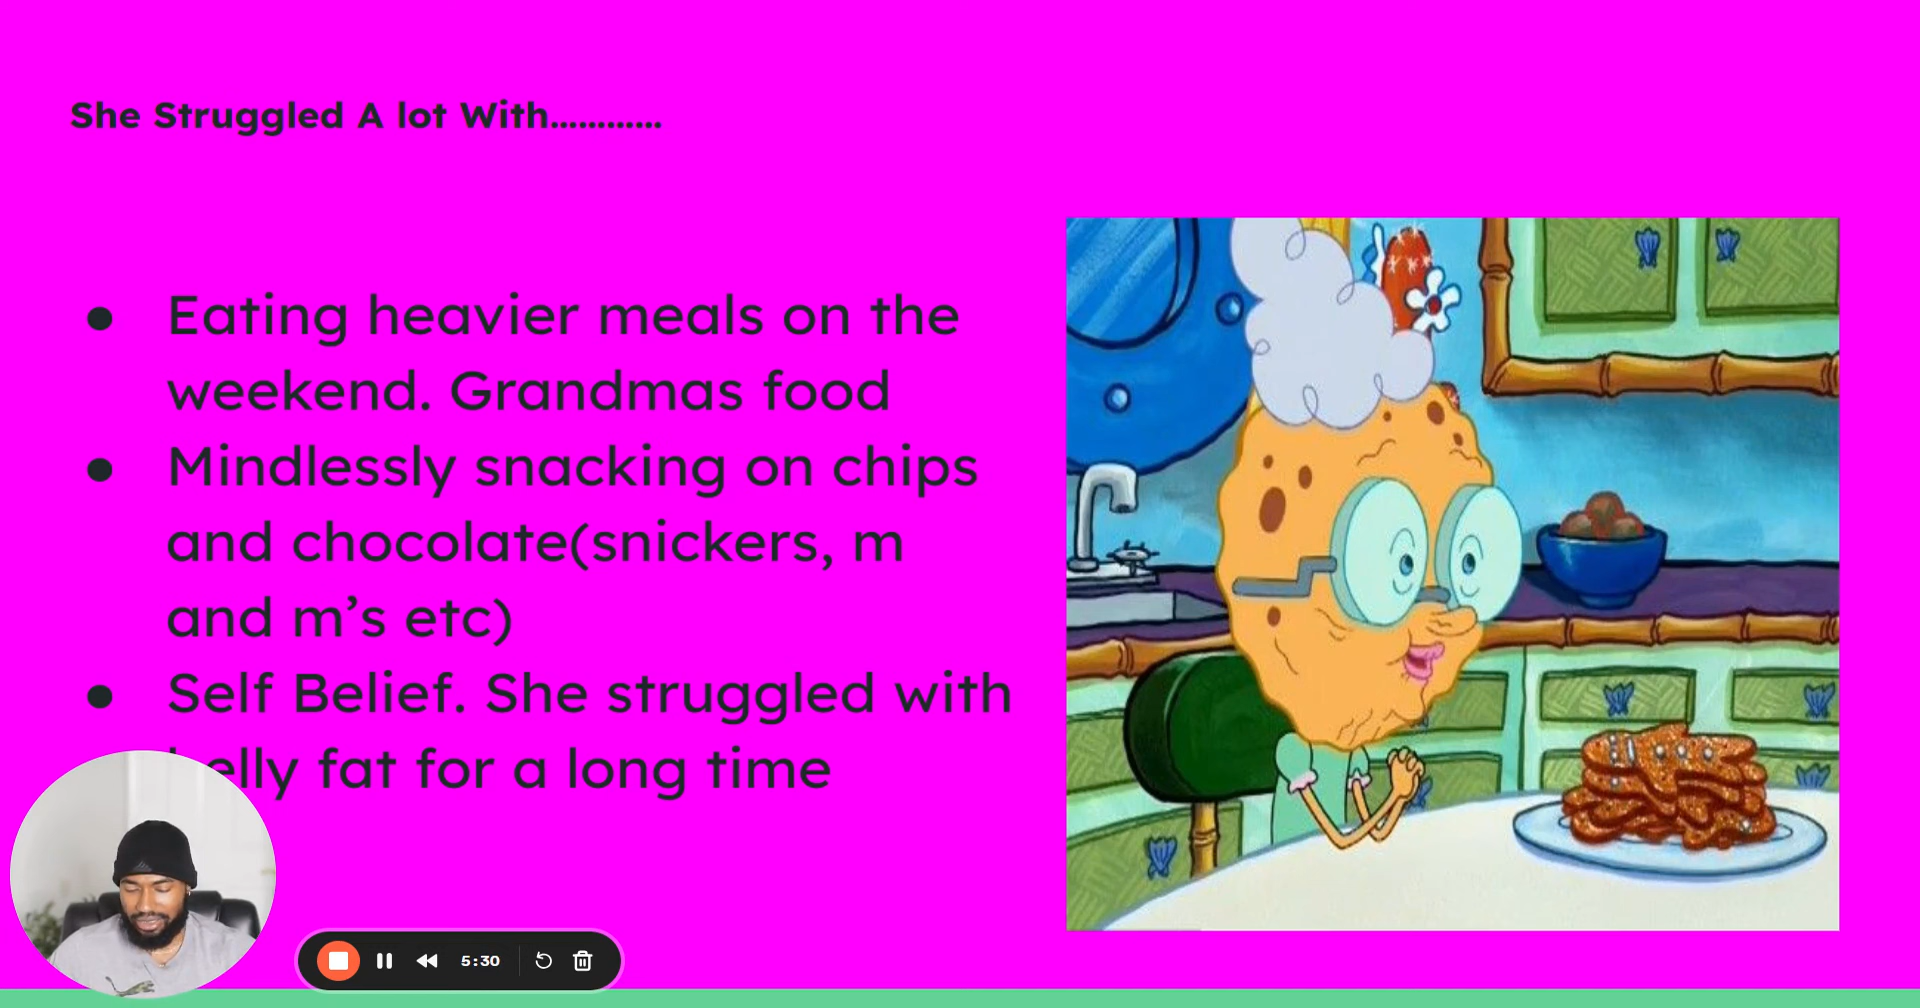 She Struggled A lot With............
● Eating heavier meals on the
weekend. Grandmas food
● Mindlessly snacking on chips
and chocolate(snickers, m
and m’s etc)
● Self Belief. She struggled with
fat for a long time
5:30